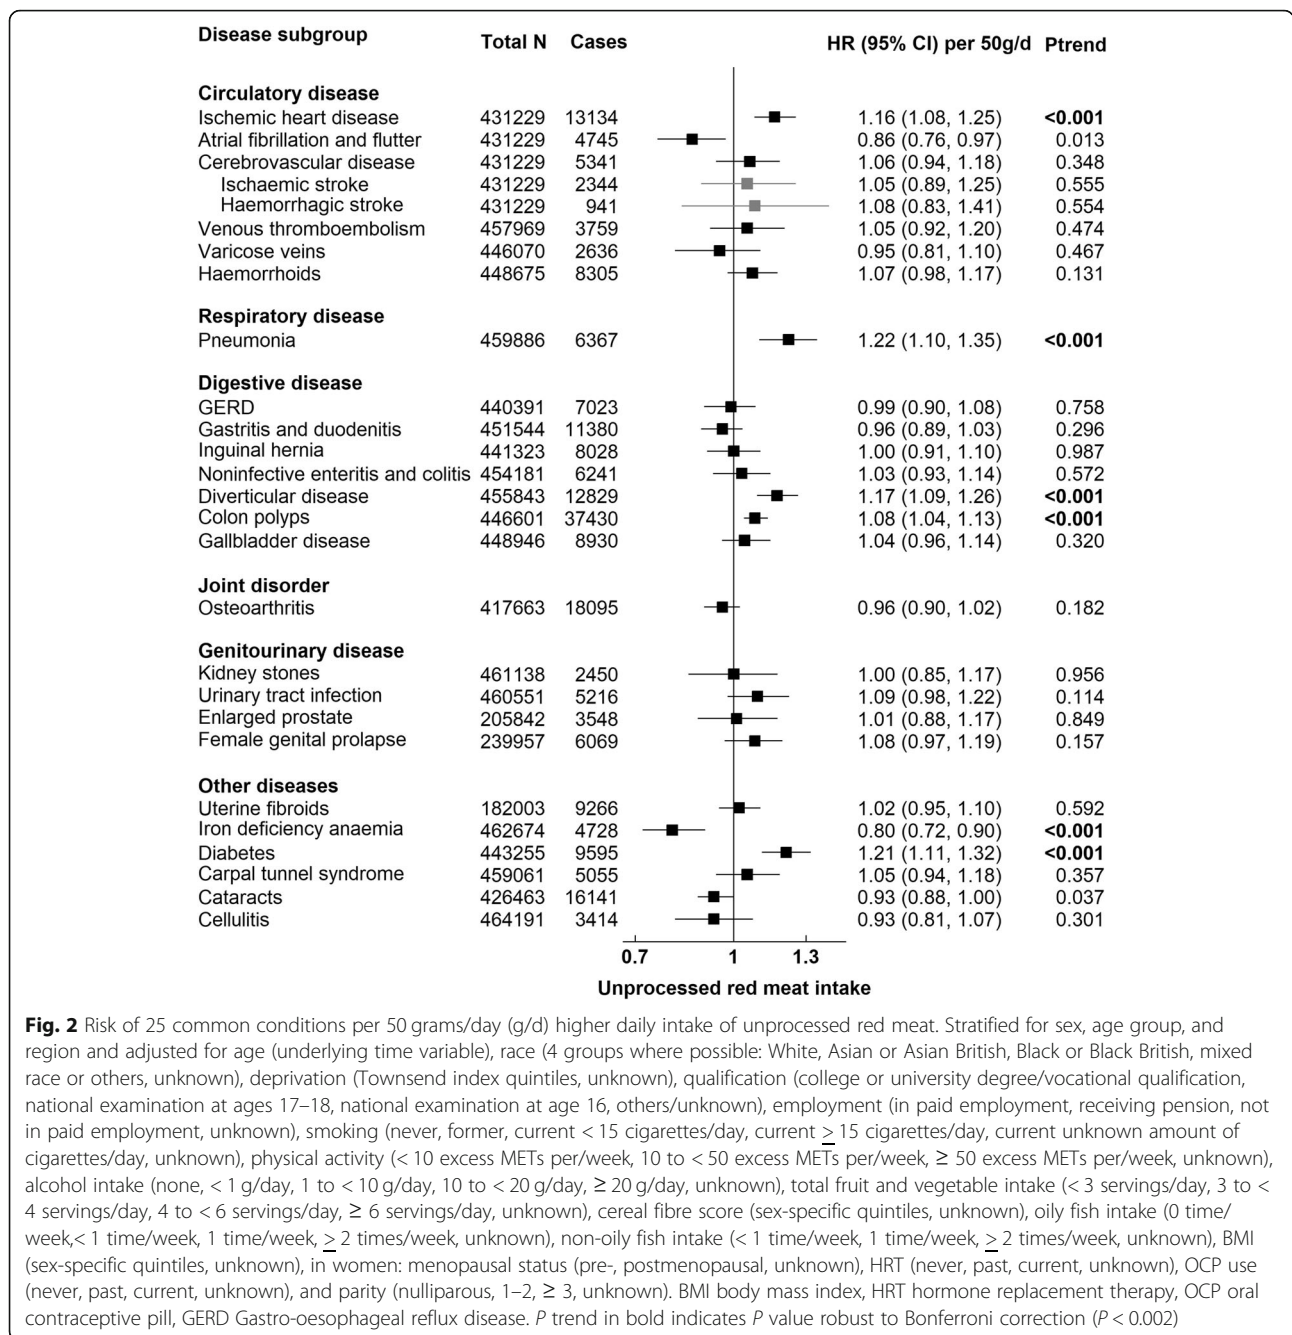 Disease subgroup Total N Cases HR (95% CI) per 50g/d Ptrend
Circulatory disease
Ischemic heart disease 431229 13134 1.16 (1.08, 1.25) <0.001
Atrial fibrillation and flutter 431229 4745 0.86 (0.76, 0.97) 0.013
Cerebrovascular disease 431229 5341 1.06 (0.94, 1.18) 0.348
Ischaemic stroke 431229 2344 1.05 (0.89, 1.25) 0.555
Haemorrhagic stroke 431229 941 1.08 (0.83, 1.41) 0.554
Venous thromboembolism 457969 3759 1.05 (0.92, 1.20) 0.474
Varicose veins 446070 2636 0.95 (0.81, 1.10) 0.467
Haemorrhoids 448675 8305 1.07 (0.98, 1.17) 0.131
Respiratory disease
Pneumonia 459886 6367 1.22 (1.10, 1.35) <0.001
Digestive disease
GERD 440391 7023 0.99 (0.90, 1.08) 0.758
Gastritis and duodenitis 451544 11380 0.96 (0.89, 1.03) 0.296
Inguinal hernia 441323 8028 1.00 (0.91, 1.10) 0.987
Noninfective enteritis and colitis 454181 6241 1.03 (0.93, 1.14) 0.572
Diverticular disease 455843 12829 1.17 (1.09, 1.26) <0.001
Colon polyps 446601 37430 1.08 (1.04, 1.13) <0.001
Gallbladder disease 448946 8930 1.04 (0.96, 1.14) 0.320
Joint disorder
Osteoarthritis 417663 18095 0.96 (0.90, 1.02) 0.182
Genitourinary disease
Kidney stones 461138 2450 1.00 (0.85, 1.17) 0.956
Urinary tract infection 460551 5216 1.09 (0.98, 1.22) 0.114
Enlarged prostate 205842 3548 1.01 (0.88, 1.17) 0.849
Female genital prolapse 239957 6069 1.08 (0.97, 1.19) 0.157
Other diseases
Uterine fibroids 182003 9266 1.02 (0.95, 1.10) 0.592
Iron deficiency anaemia 462674 4728 0.80 (0.72, 0.90) <0.001
Diabetes 443255 9595 1.21 (1.11, 1.32) <0.001
Carpal tunnel syndrome 459061 5055 1.05 (0.94, 1.18) 0.357
Cataracts 426463 16141 0.93 (0.88, 1.00) 0.037
Cellulitis 464191 3414 0.93 (0.81, 1.07) 0.301
0.7 1 1.3
Unprocessed red meat intake
Fig. 2 Risk of 25 common conditions per 50 grams/day (g/d) higher daily intake of unprocessed red meat. Stratified for sex, age group, and
region and adjusted for age (underlying time variable), race (4 groups where possible: White, Asian or Asian British, Black or Black British, mixed
race or others, unknown), deprivation (Townsend index quintiles, unknown), qualification (college or university degree/vocational qualification,
national examination at ages 17–18, national examination at age 16, others/unknown), employment (in paid employment, receiving pension, not
in paid employment, unknown), smoking (never, former, current < 15 cigarettes/day, current ≥ 15 cigarettes/day, current unknown amount of
cigarettes/day, unknown), physical activity (< 10 excess METs per/week, 10 to < 50 excess METs per/week, ≥ 50 excess METs per/week, unknown),
alcohol intake (none, < 1 g/day, 1 to < 10 g/day, 10 to < 20 g/day, ≥ 20 g/day, unknown), total fruit and vegetable intake (< 3 servings/day, 3 to <
4 servings/day, 4 to < 6 servings/day, ≥ 6 servings/day, unknown), cereal fibre score (sex-specific quintiles, unknown), oily fish intake (0 time/
week,< 1 time/week, 1 time/week, ≥ 2 times/week, unknown), non-oily fish intake (< 1 time/week, 1 time/week, ≥ 2 times/week, unknown), BMI
(sex-specific quintiles, unknown), in women: menopausal status (pre-, postmenopausal, unknown), HRT (never, past, current, unknown), OCP use
(never, past, current, unknown), and parity (nulliparous, 1–2, ≥ 3, unknown). BMI body mass index, HRT hormone replacement therapy, OCP oral
contraceptive pill, GERD Gastro-oesophageal reflux disease. P trend in bold indicates P value robust to Bonferroni correction (P < 0.002)